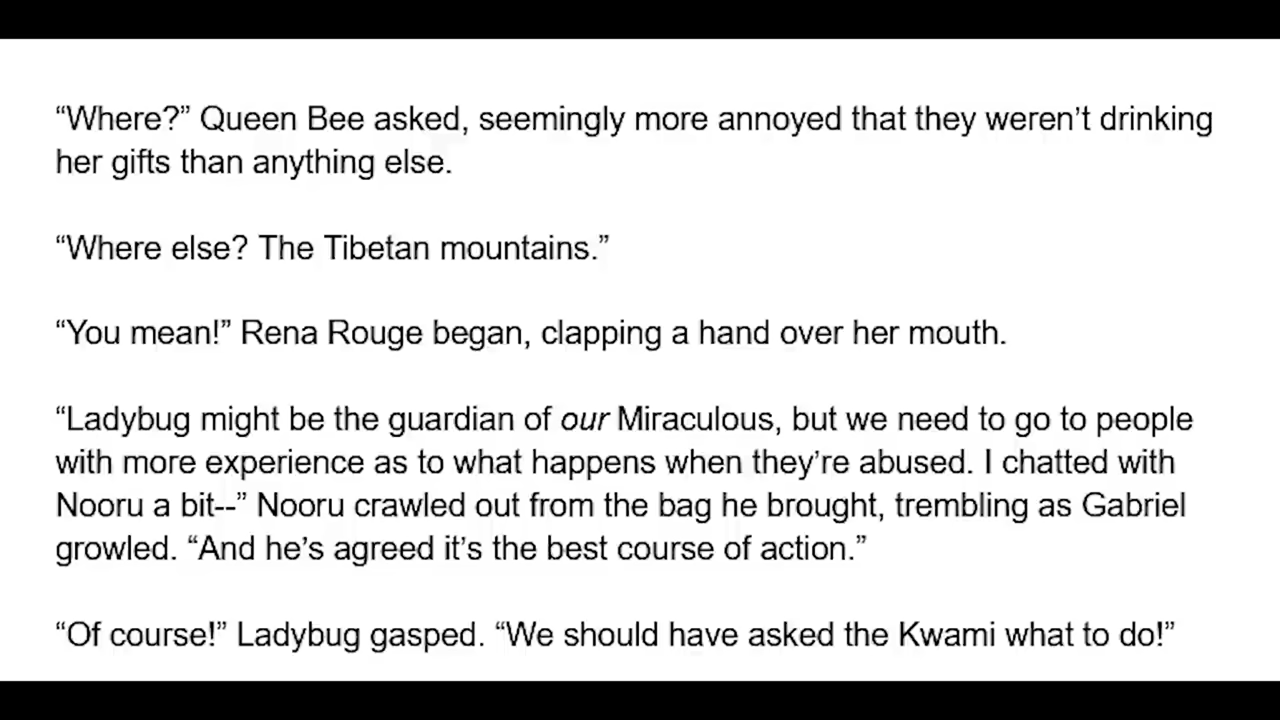 “Where?” Queen Bee asked, seemingly more annoyed that they weren’t drinking
her gifts than anything else.
“Where else? The Tibetan mountains.”
“You mean!” Rena Rouge began, clapping a hand over her mouth.
“Ladybug might be the guardian of our Miraculous, but we need to go to people
with more experience as to what happens when they’re abused. I chatted with
Nooru a bit--” Nooru crawled out from the bag he brought, trembling as Gabriel
growled. “And he’s agreed it’s the best course of action.”
“Of course!” Ladybug gasped. “We should have asked the Kwami what to do!”